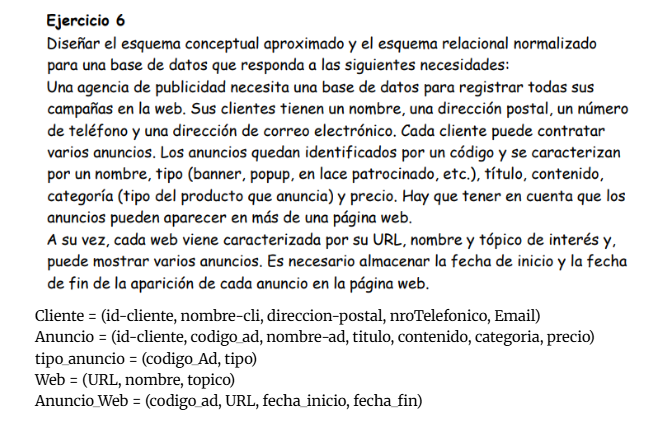 Ejercicio 6
Diseñar el esquema conceptual aproximado y el esquema relacional normalizado
para una base de datos que responda a las siguientes necesidades:
Una agencia de publicidad necesita una base de datos para registrar todas sus
campañas en la web. Sus clientes tienen un nombre, una dirección postal, un número
de teléfono y una dirección de correo electrónico. Cada cliente puede contratar
varios anuncios. Los anuncios quedan identificados por un código y se caracterizan
por un nombre, tipo (banner, popup, en lace patrocinado, etc.), título, contenido,
categoría (tipo del producto que anuncia) y precio. Hay que tener en cuenta que los
anuncios pueden aparecer en más de una página web.
A su vez, cada web viene caracterizada por su URL, nombre y tópico de interés y,
puede mostrar varios anuncios. Es necesario almacenar la fecha de inicio y la fecha
de fin de la aparición de cada anuncio en la página web.
Cliente = (id-cliente, nombre-cli, direccion-postal, nroTelefonico, Email)
Anuncio = (id-cliente, codigo_ad, nombre-ad, titulo, contenido, categoria, precio)
tipo_anuncio = (codigo_Ad, tipo)
Web = (URL, nombre, topico)
Anuncio_Web = (codigo_ad, URL, fecha_inicio, fecha_fin)